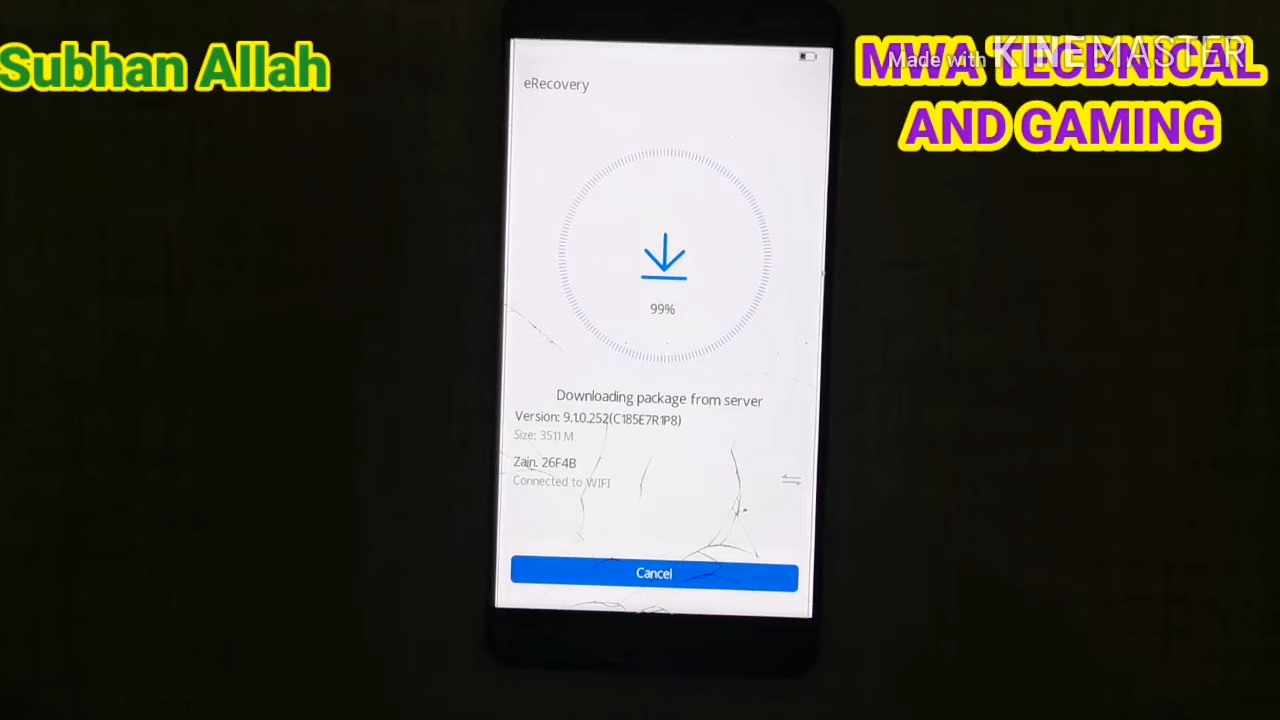 Subhan Allah
Made with KINEMASTER
MWA TECBNICAL
AND GAMING
eRecovery
99%
Downloading package from server
Version: 9.1.0.252(C185E7R1P8)
Size: 3511 M
Zain. 26F4B
Connected to WIFI
Cancel